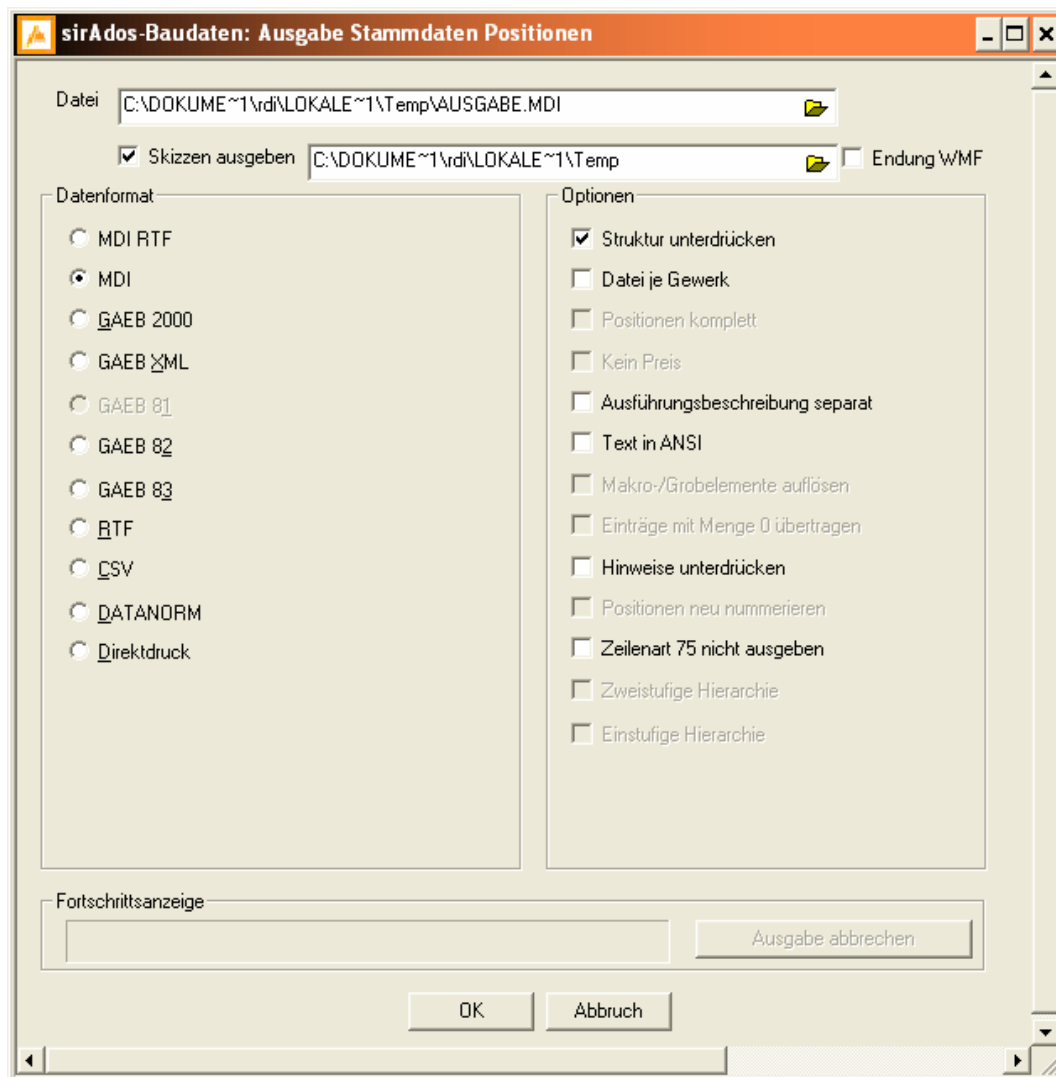 sirAdos-Baudaten: Ausgabe Stammdaten Positionen
Datei C:\DOKUME~1\rdi\LOKALE~1\Temp\AUSGABE.MDI
Skizzen ausgeben C:\DOKUME~1\rdi\LOKALE~1\Temp Endung WMF
Datenformat
MDI RTF
MDI
GAEB 2000
GAEB XML
GAEB 81
GAEB 82
GAEB 83
RTF
CSV
DATANORM
Direktdruck
Optionen
Struktur unterdrücken
Datei je Gewerk
Positionen komplett
Kein Preis
Ausführungsbeschreibung separat
Text in ANSI
Makro-/Grobelemente auflösen
Einträge mit Menge 0 übertragen
Hinweise unterdrücken
Positionen neu nummerieren
Zeilenart 75 nicht ausgeben
Zweistufige Hierarchie
Einstufige Hierarchie
Fortschrittsanzeige
Ausgabe abbrechen
OK Abbruch